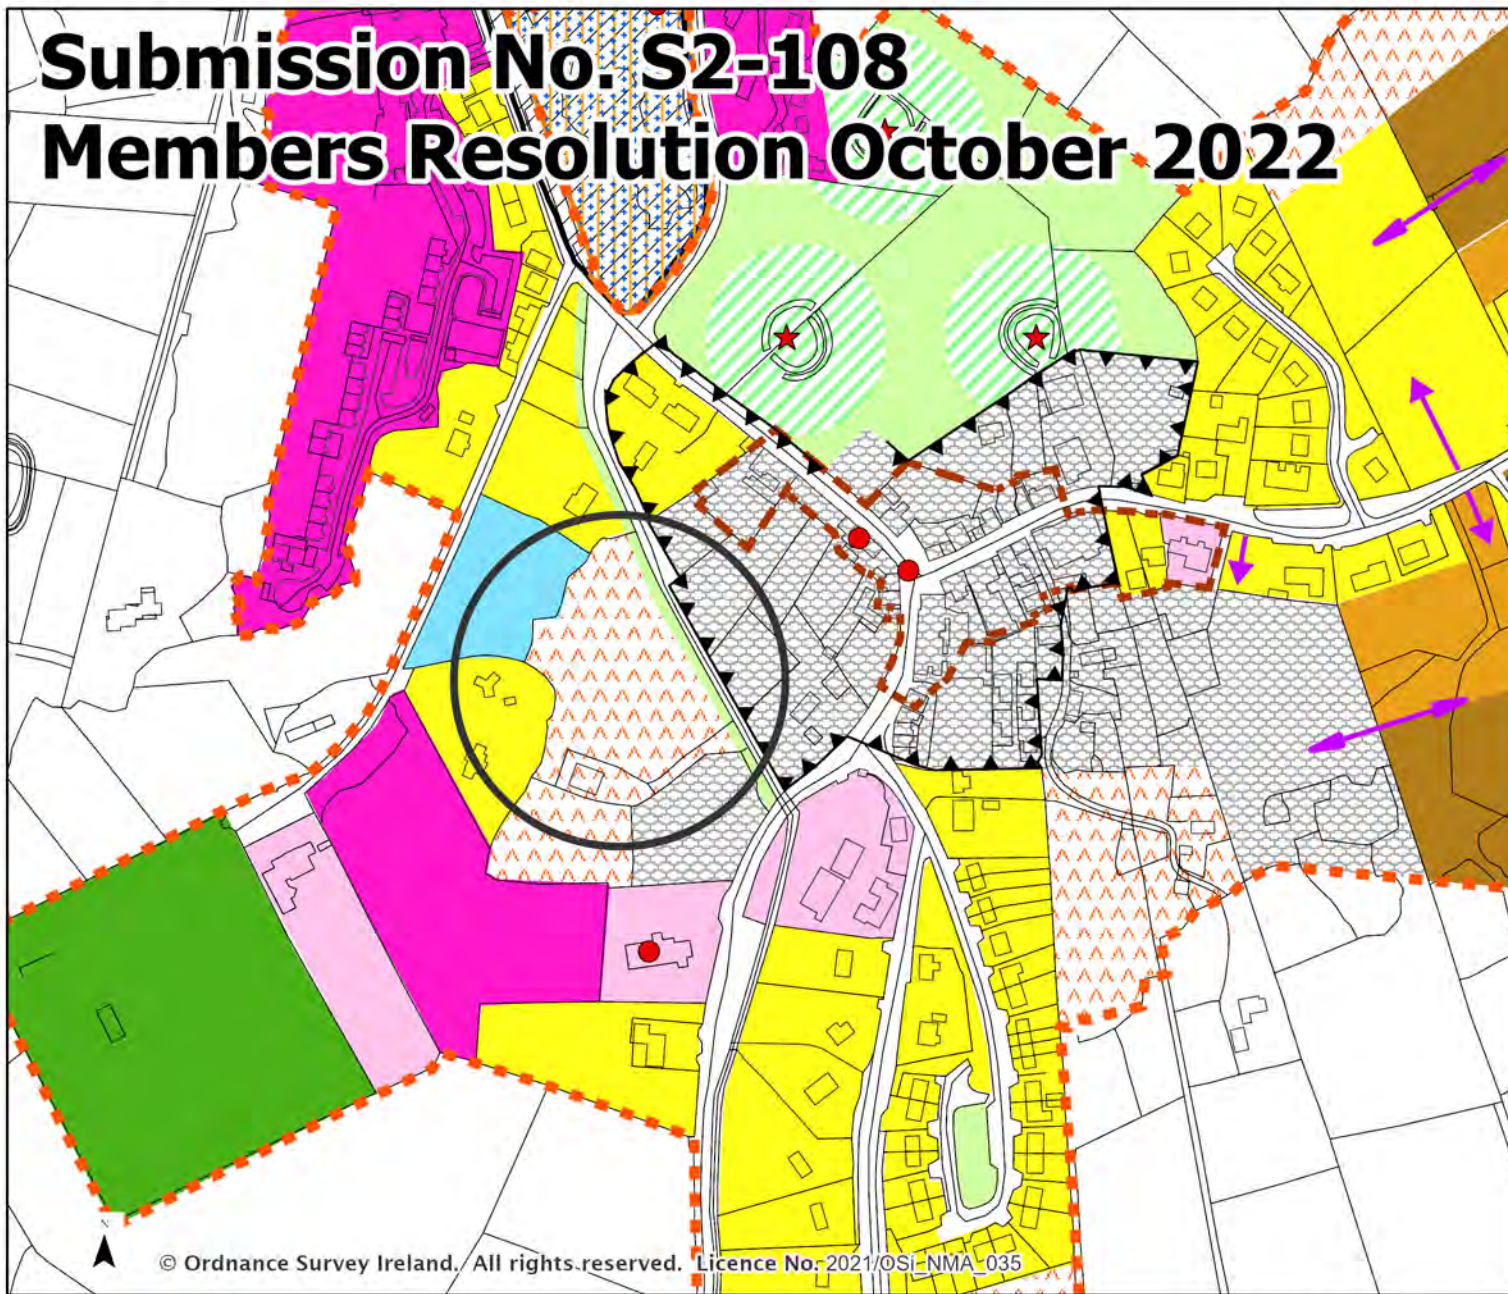 Submission No. S2-108
Members Resolution October 2022
N
© Ordnance Survey Ireland. All rights reserved. Licence No. 2021/OSi_NMA_035